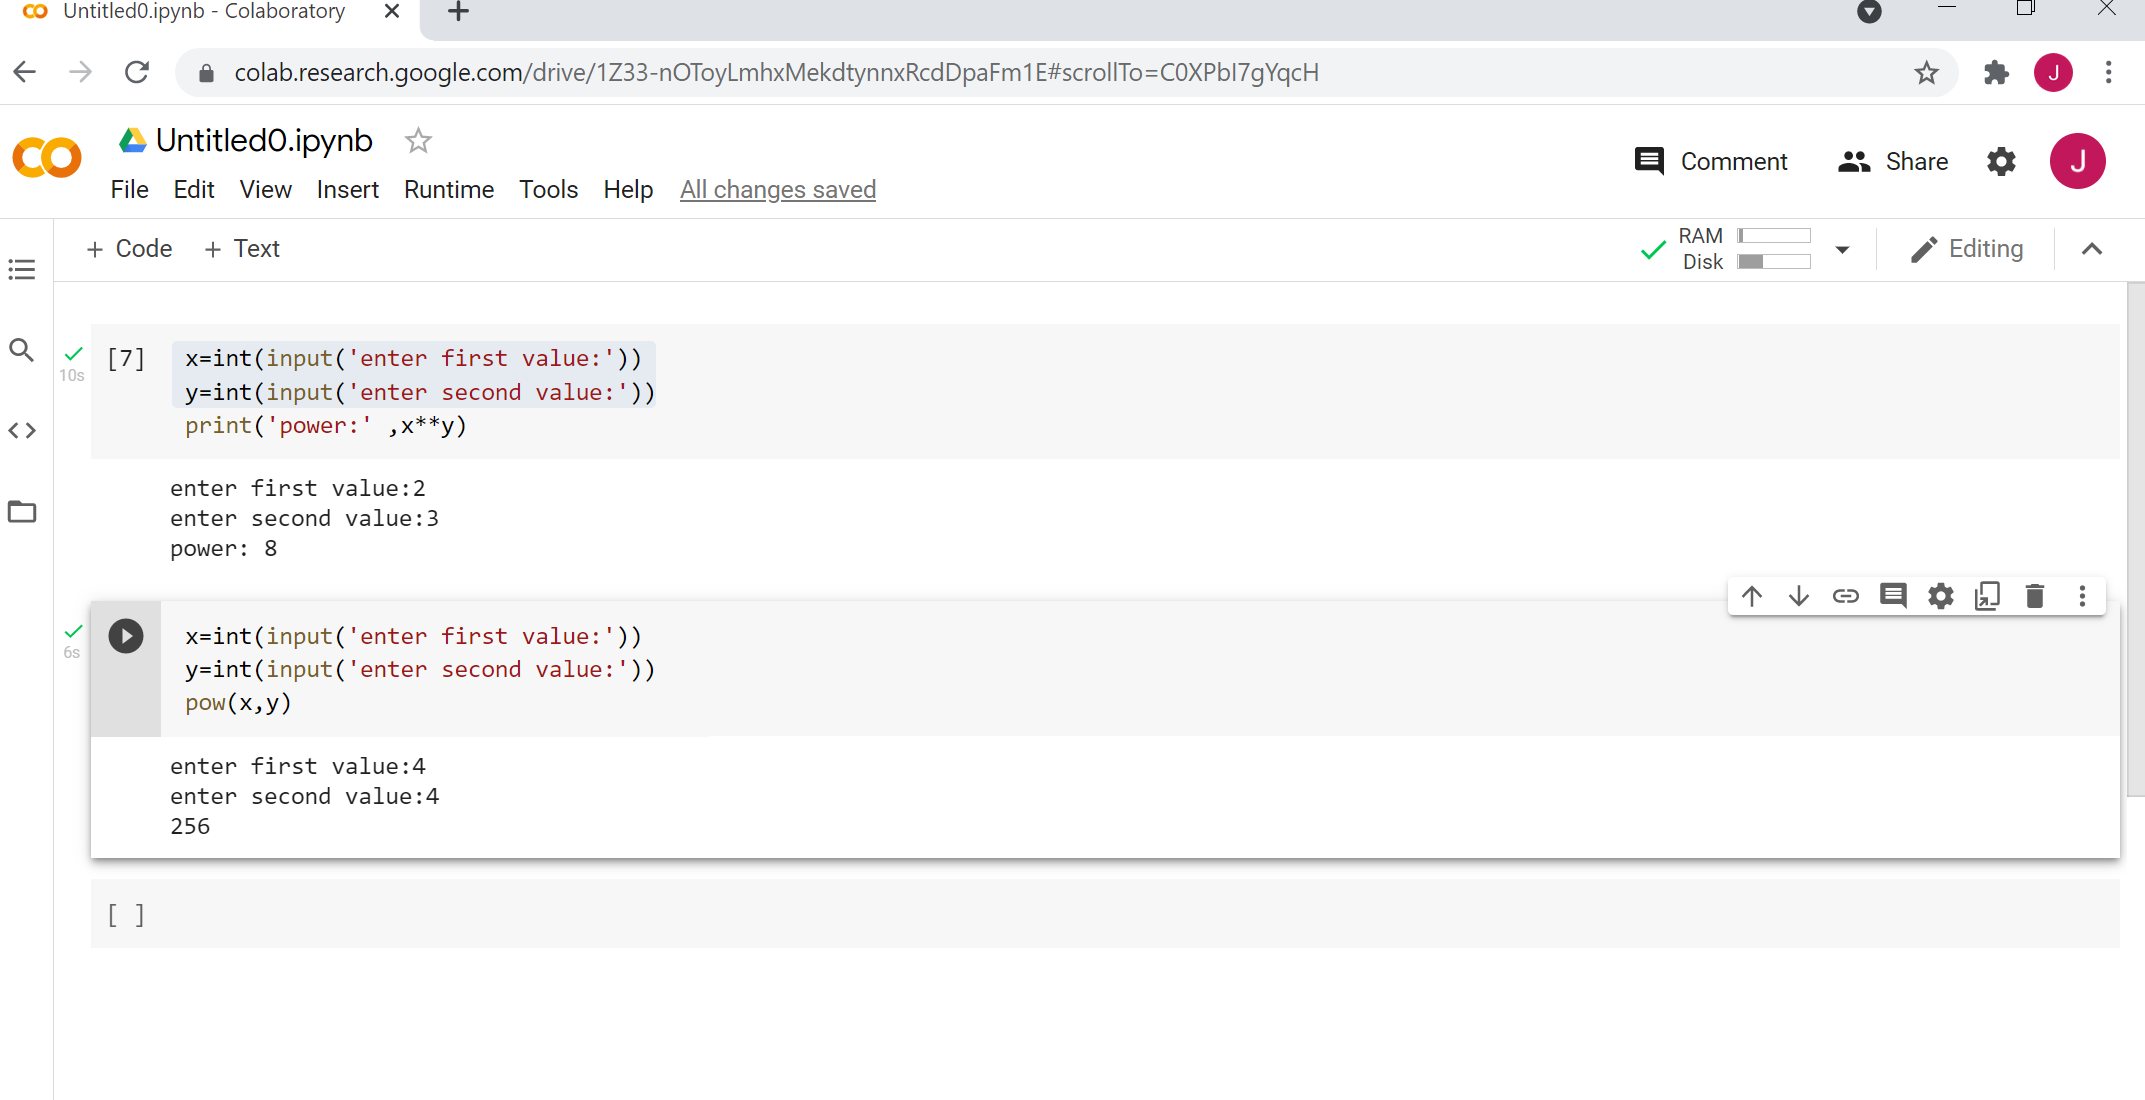 Untitled0.ipynb - Colaboratory
colab.research.google.com/drive/1Z33-nOToyLmhxMekdtynnxRcdDpaFm1E#scrollTo=C0XPbI7gYqcH
J
Untitled0.ipynb
Comment
Share
J
File Edit View Insert Runtime Tools Help All changes saved
+ Code + Text
RAM
Disk
Editing
10s
[7] x=int(input('enter first value:'))
y=int(input('enter second value:'))
print('power:' ,x**y)
enter first value:2
enter second value:3
power: 8
6s
x=int(input('enter first value:'))
y=int(input('enter second value:'))
pow(x,y)
enter first value:4
enter second value:4
256
[ ]